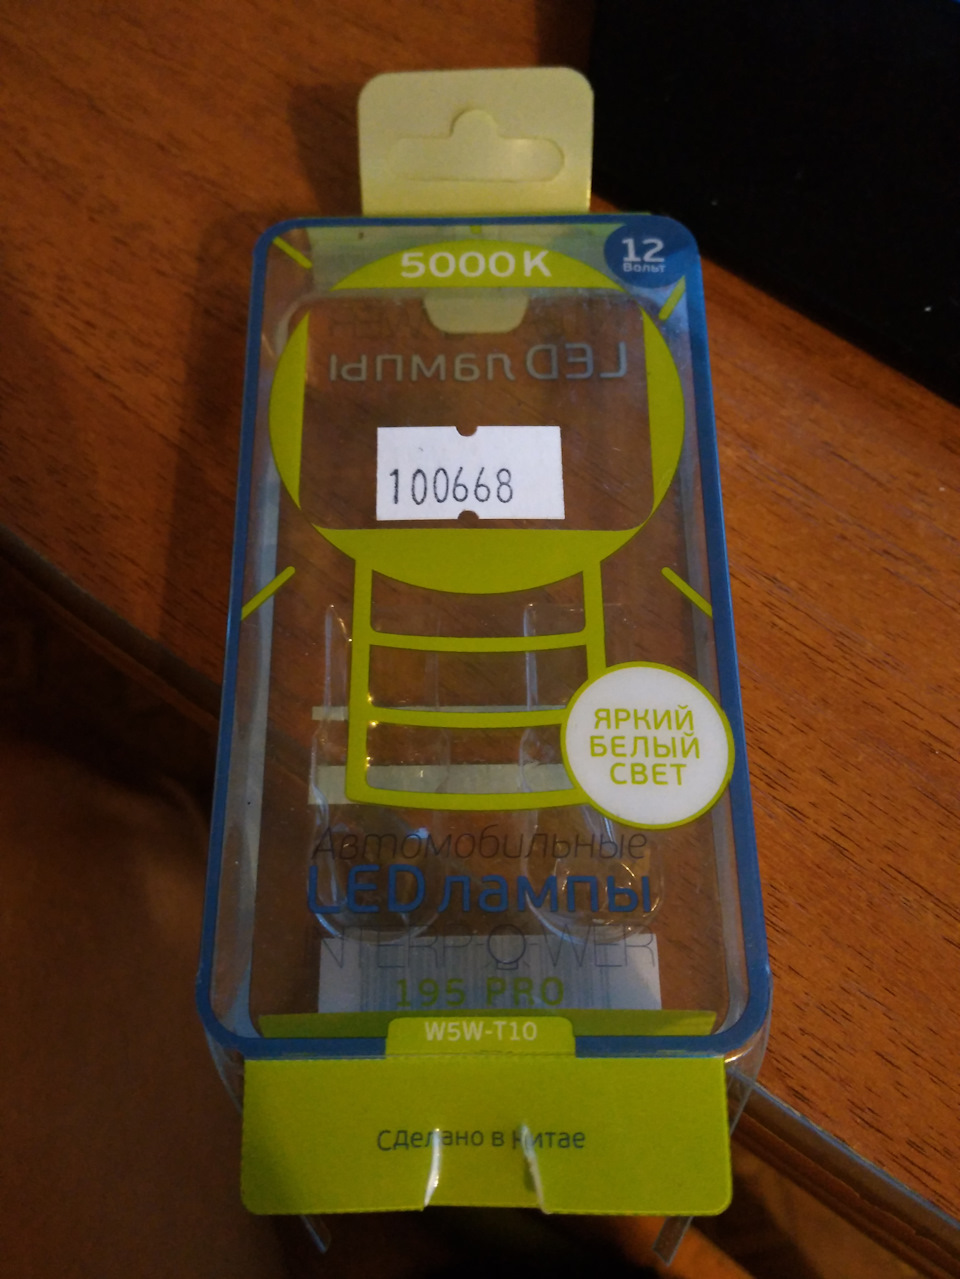 5000K
12
Вольт
LED лампы
100668
ЯРКИЙ
БЕЛЫЙ
СВЕТ
Автомобильные
LED лампы
INTERPOWER
195 PRO
W5W-T10
Сделано в Китае